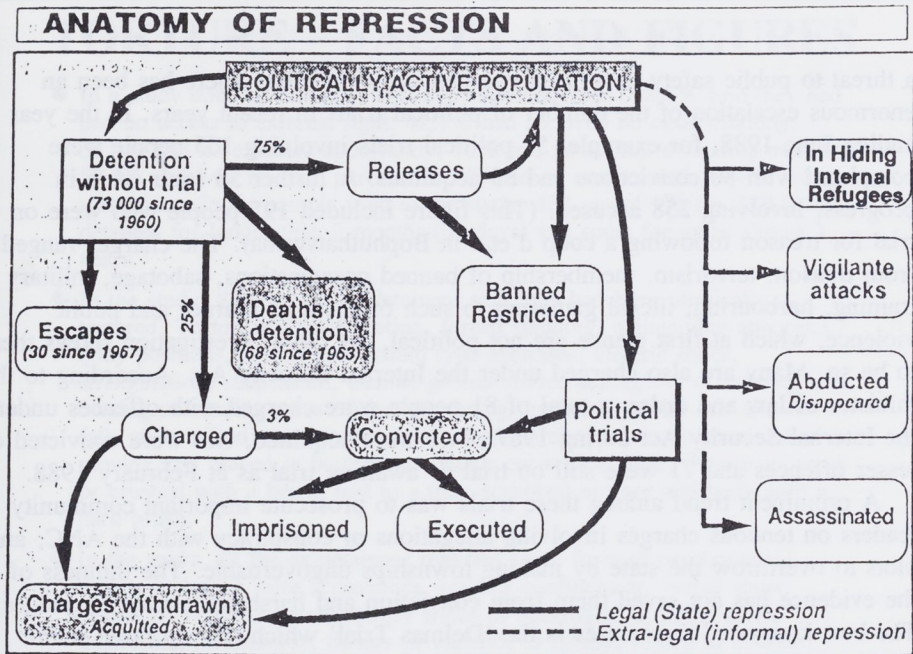 ANATOMY OF REPRESSION
POLITICALLY ACTIVE POPULATION
Detention
without trial
(73 000 since
1960)
75%
Releases
In Hiding
Internal
Refugees
Vigilante
attacks
Banned
Restricted
Escapes
(30 since 1967)
25%
Deaths in
detention
(68 since 1963)
Abducted
Disappeared
Charged
3%
Convicted
Political
trials
Imprisoned
Executed
Assassinated
Charges withdrawn
Acquitted
Legal (State) repression
Extra-legal (informal) repression